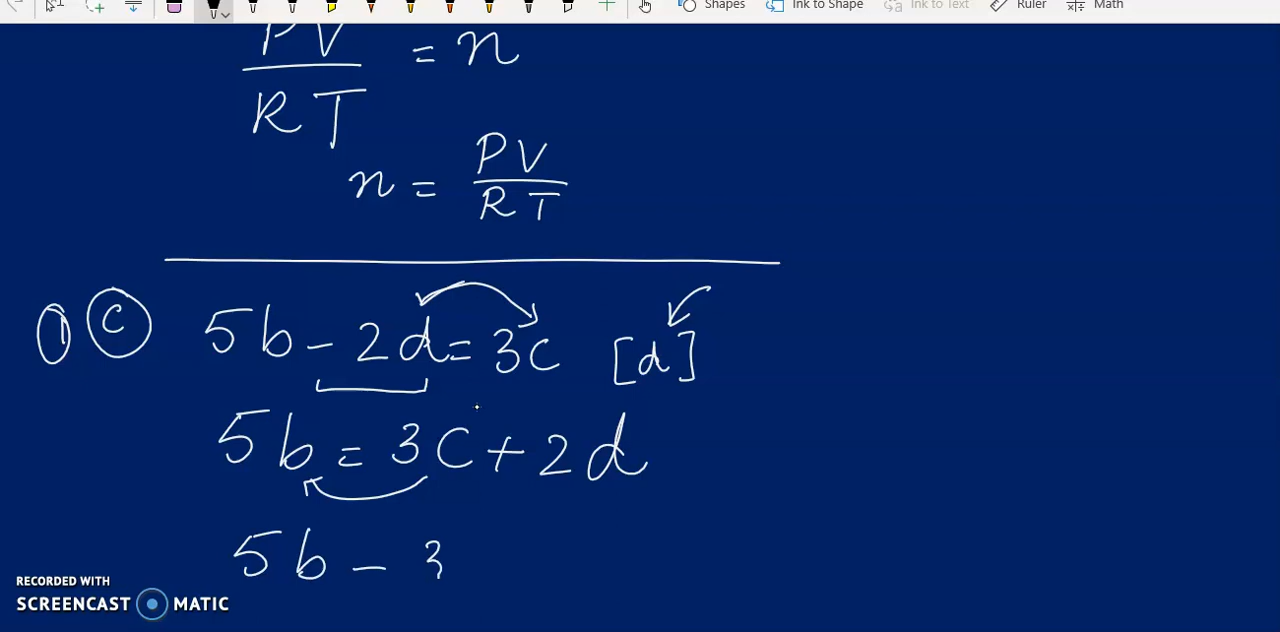 Shapes Ink to Shape Ink to Text Ruler Math
PV
= n
RT
n = PV
RT
1 C 5b - 2d = 3c [d]
5b = 3c + 2d
5b - 3
RECORDED WITH
SCREENCAST MATIC